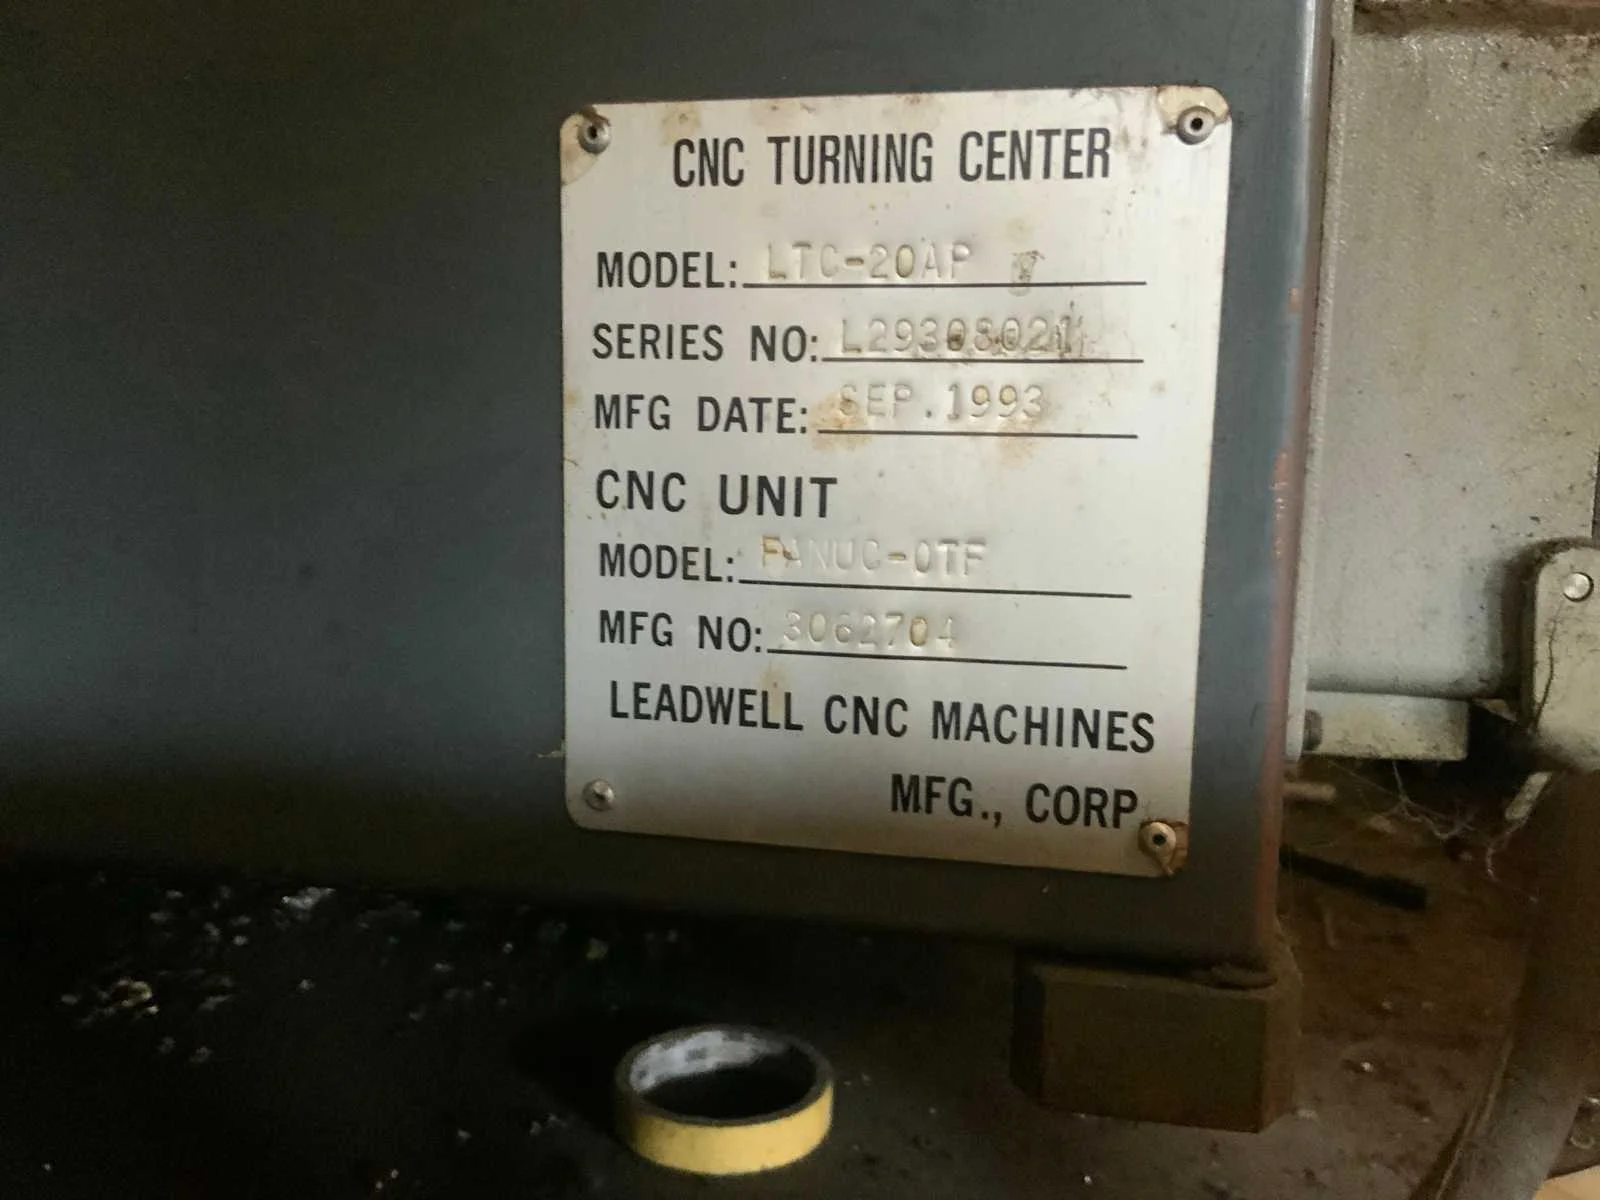 CNC TURNING CENTER
MODEL: LTC-20AP
SERIES NO: L29308021
MFG DATE: SEP.1993
CNC UNIT
MODEL: FANUC-0TF
MFG NO: 3062704
LEADWELL CNC MACHINES
MFG., CORP